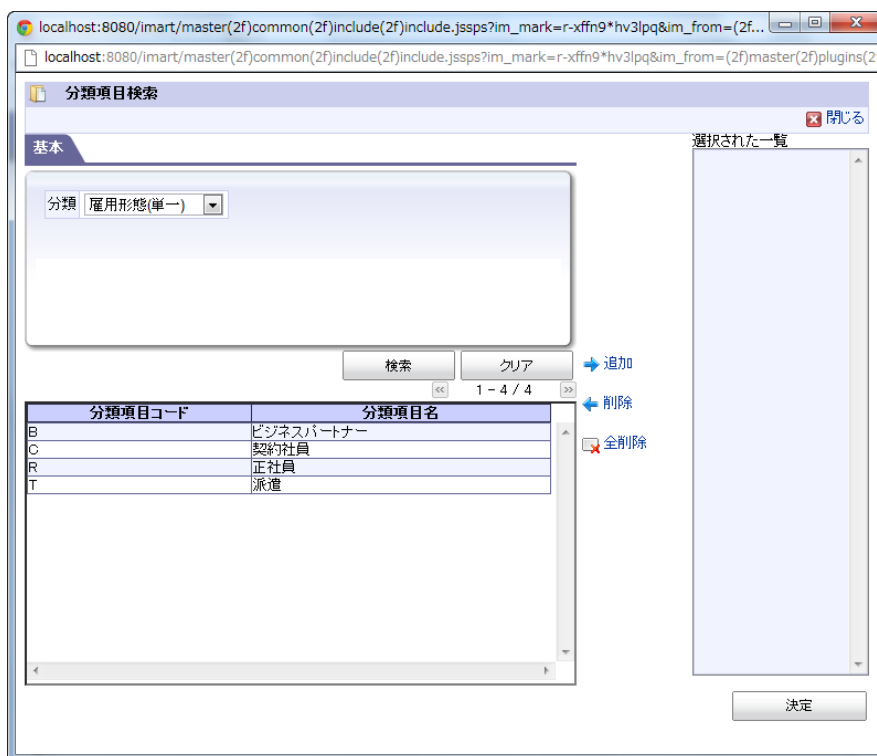 localhost:8080/imart/master(2f)common(2f)include(2f)include.jssps?im_mark=r-xffn9*hv3lpq&im_from=(2f...
localhost:8080/imart/master(2f)common(2f)include(2f)include.jssps?im_mark=r-xffn9*hv3lpq&im_from=(2f)master(2f)plugins(2
分類項目検索
閉じる
基本
選択された一覧
分類 雇用形態(単一)
検索 クリア
追加
1 - 4 / 4
削除
全削除
分類項目コード 分類項目名
B ビジネスパートナー
C 契約社員
R 正社員
T 派遣
決定